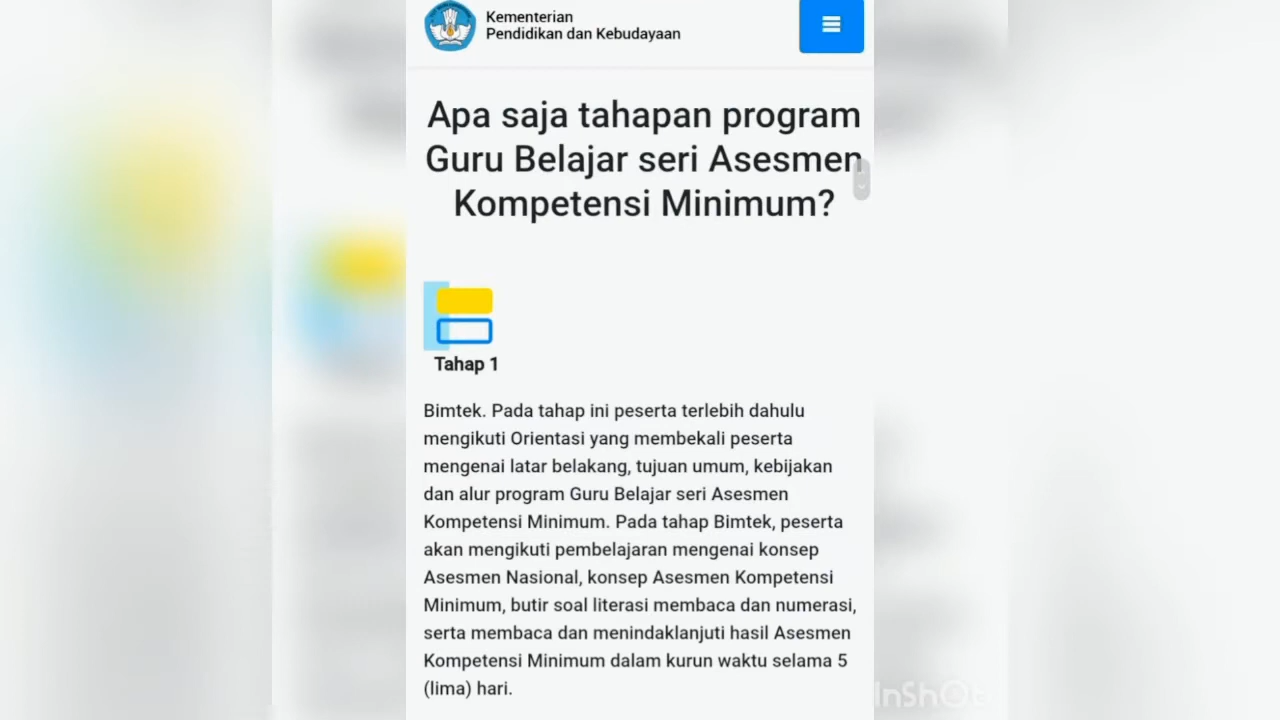 Kementerian
Pendidikan dan Kebudayaan
Apa saja tahapan program
Guru Belajar seri Asesmen
Kompetensi Minimum?
Tahap 1
Bimtek. Pada tahap ini peserta terlebih dahulu
mengikuti Orientasi yang membekali peserta
mengenai latar belakang, tujuan umum, kebijakan
dan alur program Guru Belajar seri Asesmen
Kompetensi Minimum. Pada tahap Bimtek, peserta
akan mengikuti pembelajaran mengenai konsep
Asesmen Nasional, konsep Asesmen Kompetensi
Minimum, butir soal literasi membaca dan numerasi,
serta membaca dan menindaklanjuti hasil Asesmen
Kompetensi Minimum dalam kurun waktu selama 5
(lima) hari.
InShOt